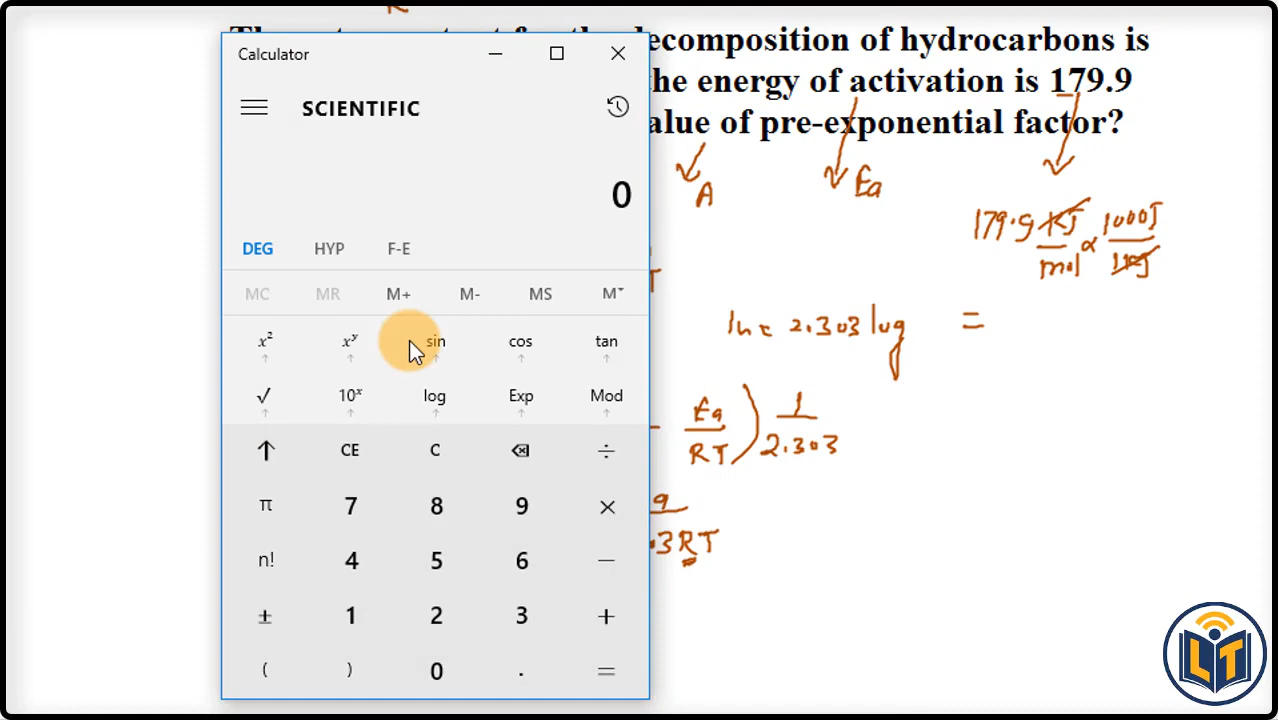 decomposition of hydrocarbons is
he energy of activation is 179.9
alue of pre-exponential factor?
A
Ea
179.9 KJ/mol × 1000J/1KJ
ln = 2.303 log =
Ea/RT) 1/2.303
.3RT
Calculator
SCIENTIFIC
0
DEG HYP F-E
MC MR M+ M- MS M˅
x² xʸ sin cos tan
√ 10ˣ log Exp Mod
↑ CE C ⌫ ÷
π 7 8 9 ×
n! 4 5 6 −
± 1 2 3 +
( ) 0 . =
LT